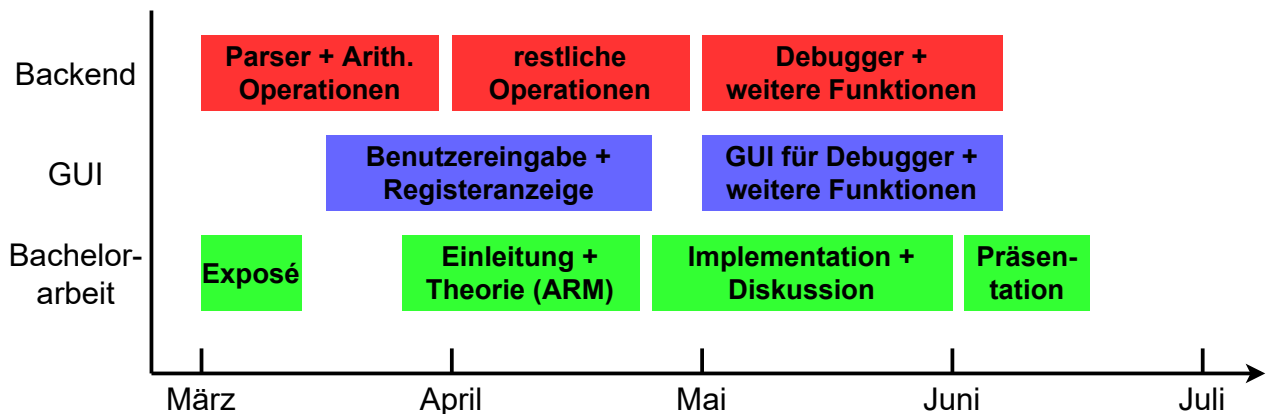 Backend
Parser + Arith.
Operationen
restliche
Operationen
Debugger +
weitere Funktionen
GUI
Benutzereingabe +
Registeranzeige
GUI für Debugger +
weitere Funktionen
Bachelor-
arbeit
Exposé
Einleitung +
Theorie (ARM)
Implementation +
Diskussion
Präsen-
tation
März
April
Mai
Juni
Juli